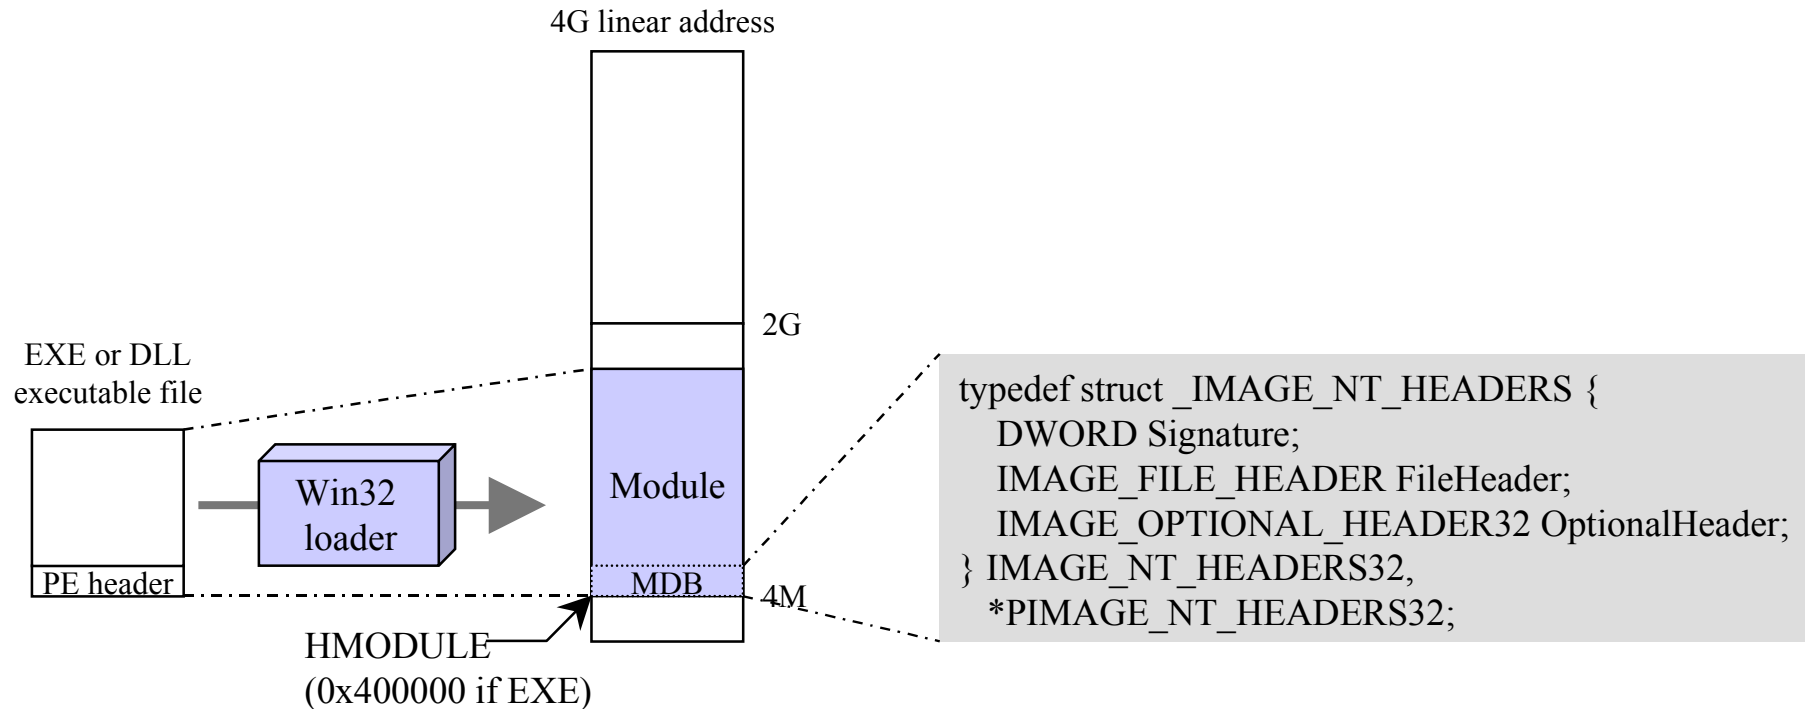 4G linear address
2G
EXE or DLL
executable file
Win32
loader
PE header
Module
MDB
4M
HMODULE
(0x400000 if EXE)
typedef struct _IMAGE_NT_HEADERS {
DWORD Signature;
IMAGE_FILE_HEADER FileHeader;
IMAGE_OPTIONAL_HEADER32 OptionalHeader;
} IMAGE_NT_HEADERS32,
*PIMAGE_NT_HEADERS32;